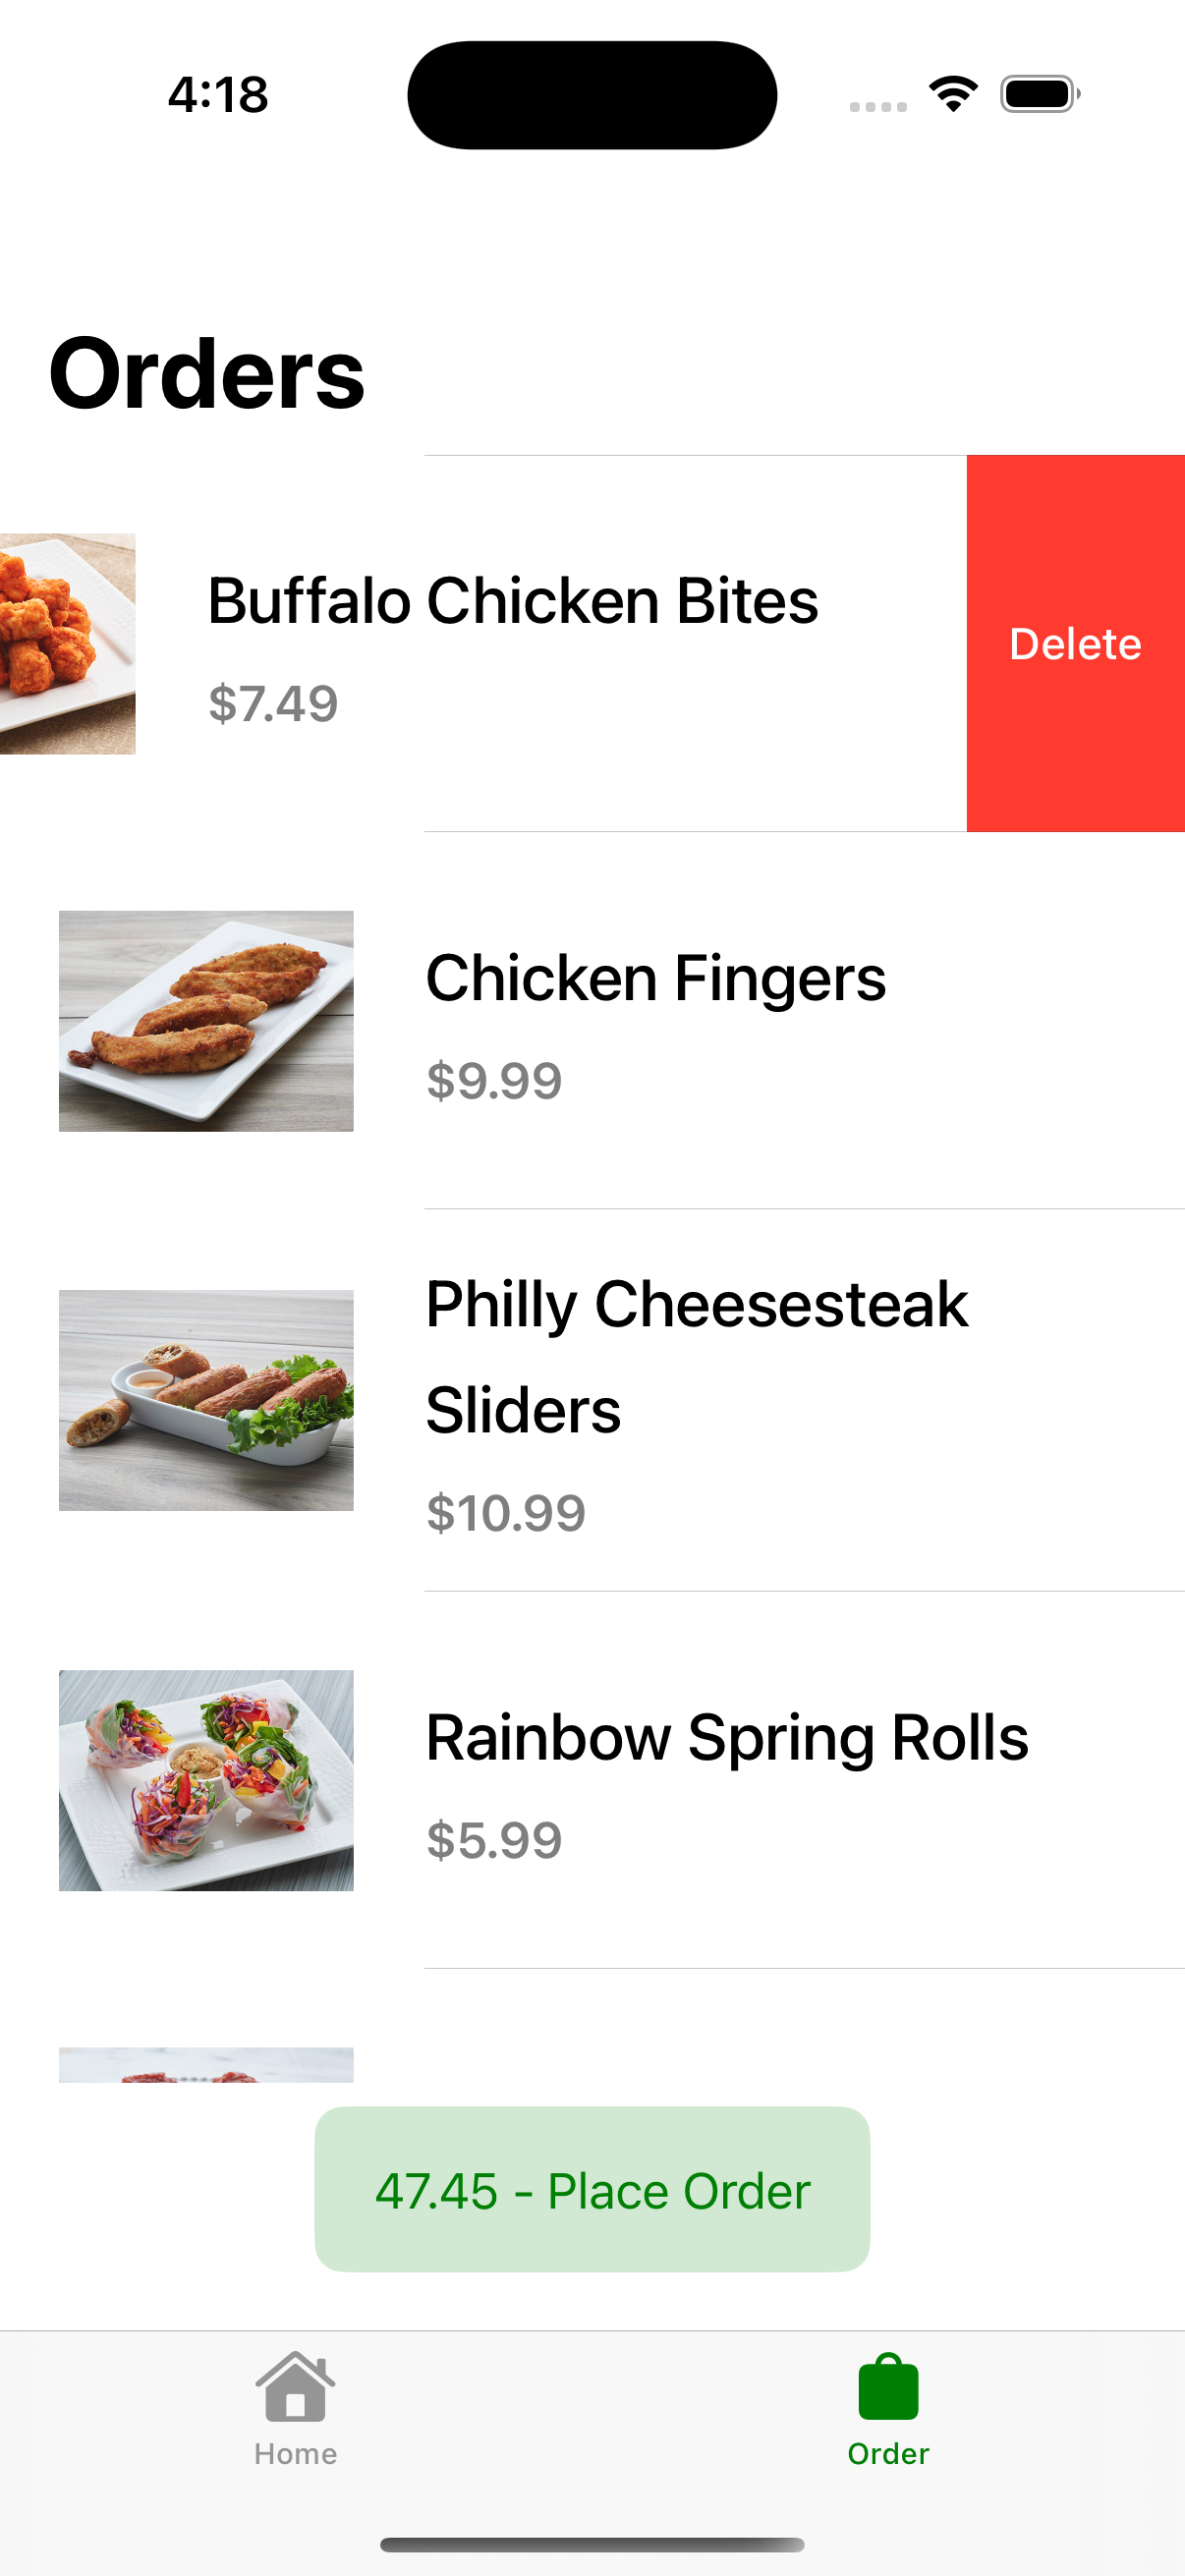 4:18
Orders
Buffalo Chicken Bites
$7.49
Delete
Chicken Fingers
$9.99
Philly Cheesesteak
Sliders
$10.99
Rainbow Spring Rolls
$5.99
47.45 - Place Order
Home
Order